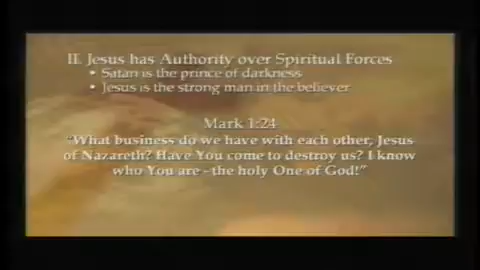 II. Jesus has Authority over Spiritual Forces
• Satan is the prince of darkness
• Jesus is the strong man in the believer
Mark 1:24
“What business do we have with each other, Jesus
of Nazareth? Have You come to destroy us? I know
who You are - the holy One of God!”